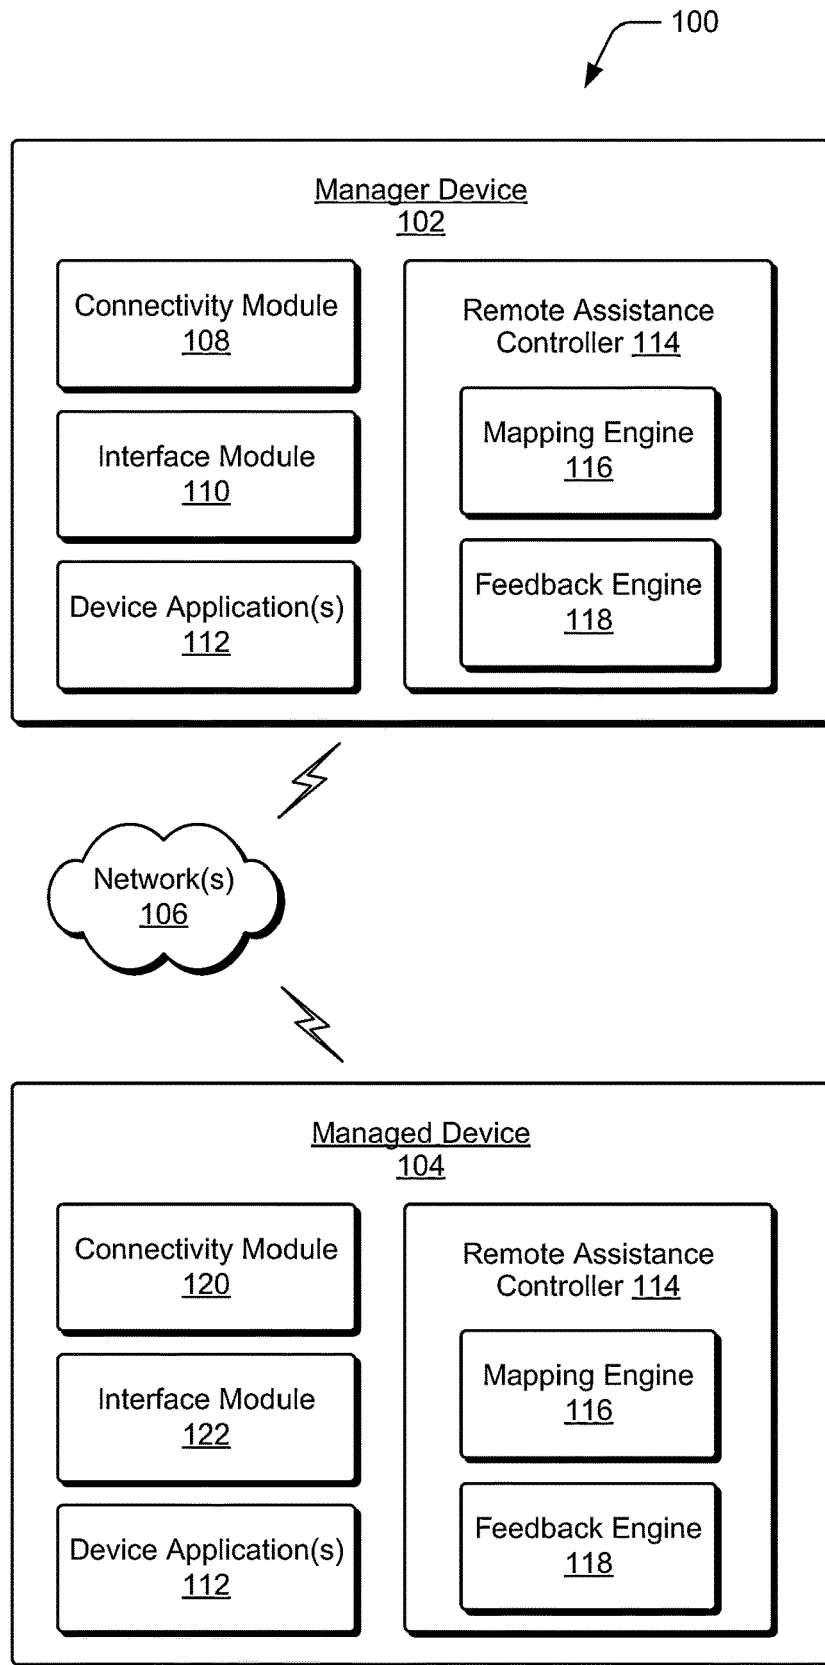 100
Manager Device
102
Connectivity Module
108
Interface Module
110
Device Application(s)
112
Remote Assistance
Controller 114
Mapping Engine
116
Feedback Engine
118
Network(s)
106
Managed Device
104
Connectivity Module
120
Interface Module
122
Device Application(s)
112
Remote Assistance
Controller 114
Mapping Engine
116
Feedback Engine
118